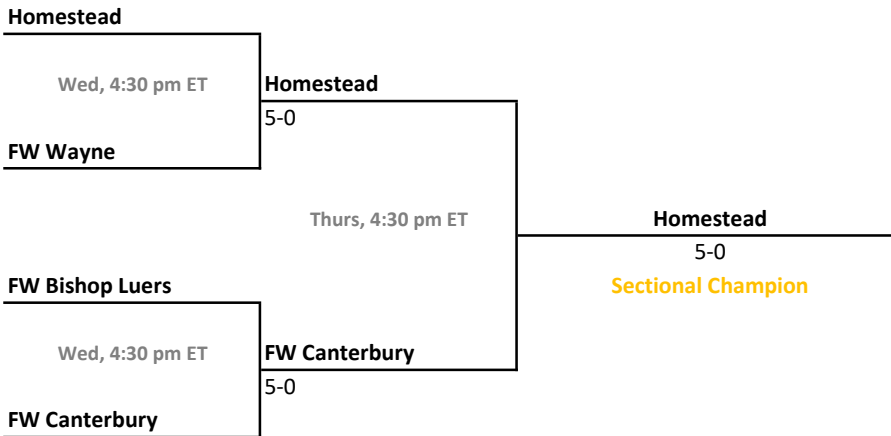 Homestead
Wed, 4:30 pm ET
Homestead
5-0
FW Wayne
Thurs, 4:30 pm ET
Homestead
5-0
Sectional Champion
FW Bishop Luers
Wed, 4:30 pm ET
FW Canterbury
5-0
FW Canterbury